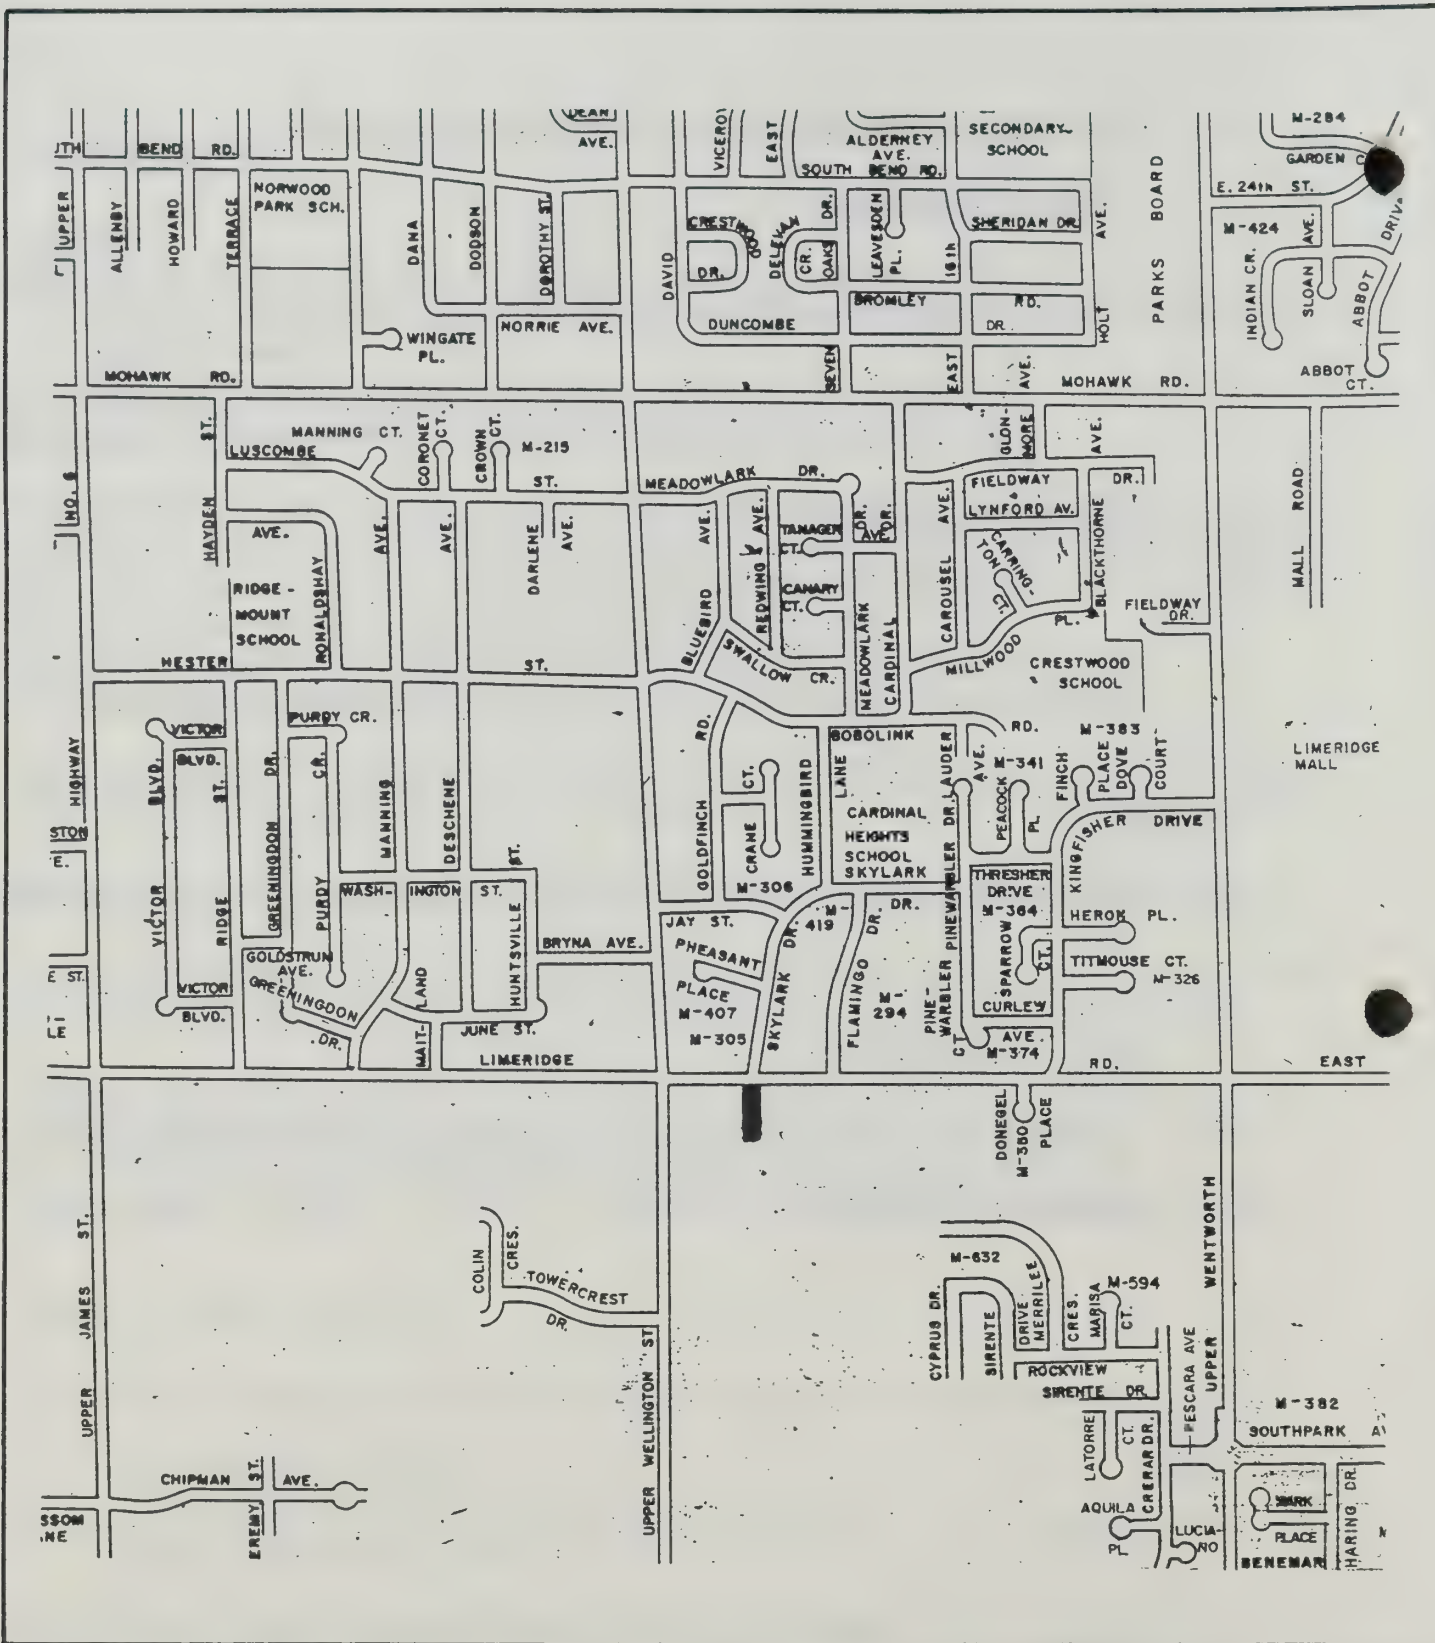 DEAN
AVE.
VICEROY
EAST
ALDERNEY
AVE.
SECONDARY
SCHOOL
M-284
GARDEN
BEND RD.
SOUTH BEND RD.
E. 24th ST.
UPPER
ALLENBY
HOWARD
TERRACE
NORWOOD
PARK SCH.
DANA
DODSON
DOROTHY ST.
DAVID
CRESTWOOD
DR.
DELEVAN
CR.
OAKS
DR.
LEAVESDEN
PL.
16th
SHERIDAN DR.
AVE.
PARKS BOARD
M-424
INDIAN CR.
SLOAN
AVE.
ABBOT
DRIVE
BROMLEY RD.
DR.
HOLT
NORRIE AVE.
DUNCOMBE
WINGATE
PL.
ABBOT
CT.
MOHAWK RD.
SEVEN
EAST
AVE.
MOHAWK RD.
NO. 6
HAYDEN
ST.
LUSCOMBE
MANNING CT.
CORONET
CT.
CROWN
CT.
M-215
ST.
MEADOWLARK DR.
GLON-
MORE
AVE.
FIELDWAY
DR.
LYNFORD AV.
MALL ROAD
AVE.
RONALDSHAY
AVE.
AVE.
DARLENE
AVE.
BLUEBIRD
AVE.
REDWING
AVE.
TANAGER
CT.
DR.
AVE.
DR.
CANARY
CT.
CAROUSEL
AVE.
CARRING-
TON
CT.
BLACKTHORNE
FIELDWAY
DR.
RIDGE-
MOUNT
SCHOOL
HESTER
ST.
SWALLOW CR.
MEADOWLARK
CARDINAL
MILLWOOD
PL.
CRESTWOOD
SCHOOL
VICTOR
BLVD.
PURDY CR.
RD.
BOBOLINK
RD.
M-383
LIMERIDGE
MALL
HIGHWAY
BLVD.
ST.
DR.
CR.
MANNING
DESCHENE
CT.
HUMMINGBIRD
LANE
LAUDER
AVE.
M-341
PEACOCK
PL
FINCH
PLACE
DOVE
COURT
STON
E.
VICTOR
RIDGE
GREENINGDON
PURDY
GOLDFINCH
CRANE
CARDINAL
HEIGHTS
SCHOOL
SKYLARK
DR.
KINGFISHER DRIVE
M-306
WASH-INGTON ST.
ST.
HUNTSVILLE
THRESHER
DRIVE
M-364
JAY ST.
M-
419
DR.
HERON PL.
BRYNA AVE.
PHEASANT
PLACE
M-407
M-305
SKYLARK
DR.
FLAMINGO
DR.
M-
294
PINEWARBLER
SPARROW
CT.
TITMOUSE CT.
M-326
GOLDSTRUN
AVE.
GREENINGDON
DR.
E ST.
VICTOR
BLVD.
LE
MAIT-
LAND
JUNE ST.
LIMERIDGE
PINE-
WARBLER
CT
CURLEW
AVE.
M-374
RD.
EAST
DONEGEL
PLACE
M-380
UPPER JAMES ST.
COLIN
CRES.
TOWERCREST
DR.
UPPER WELLINGTON ST
M-632
CYPRUS DR.
SIRENTE
DRIVE
MERRILEE
CRES.
MARISA
CT.
M-594
ROCKVIEW
SIRENTE DR.
PESCARA AVE
UPPER WENTWORTH
M-382
SOUTHPARK
LATORRE
CT.
CRERAR DR.
CHIPMAN AVE.
ST.
EREMY
AQUILA
PL
LUCIA-
NO
PARK
PLACE
BENEMAR
HARING DR.
SSOM